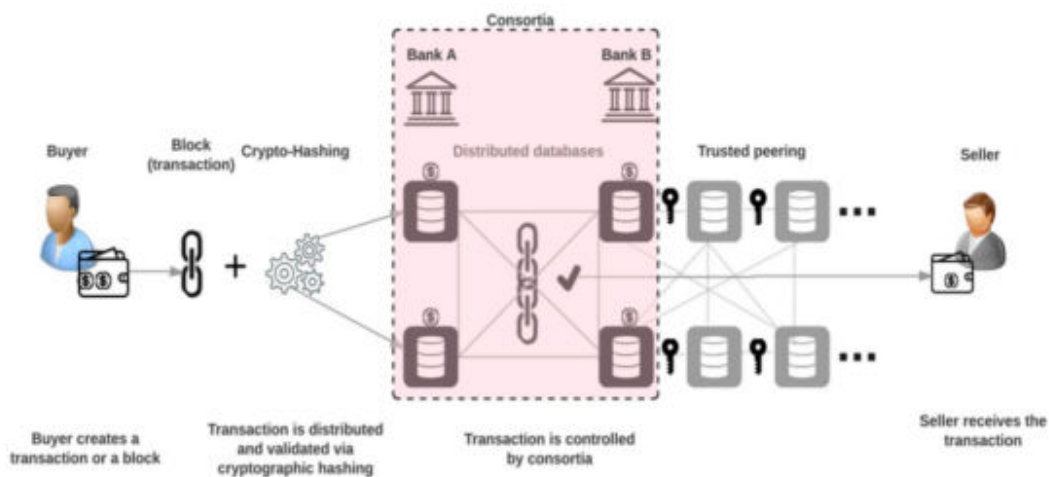 Consortia
Bank A
Bank B
Buyer
Block
(transaction)
Crypto-Hashing
Distributed databases
Trusted peering
Seller
$
$
$ $
+
$
$
$
...
...
Buyer creates a
transaction or a block
Transaction is distributed
and validated via
cryptographic hashing
Transaction is controlled
by consortia
Seller receives the
transaction